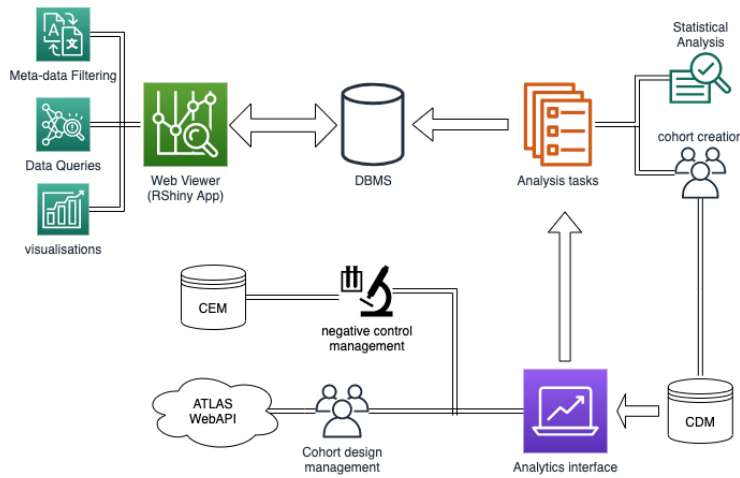 Statistical
Analysis
Meta-data Filtering
cohort creation
Data Queries
Web Viewer
(RShiny App)
DBMS
Analysis tasks
visualisations
CEM
negative control
management
ATLAS
WebAPI
CDM
Cohort design
management
Analytics interface